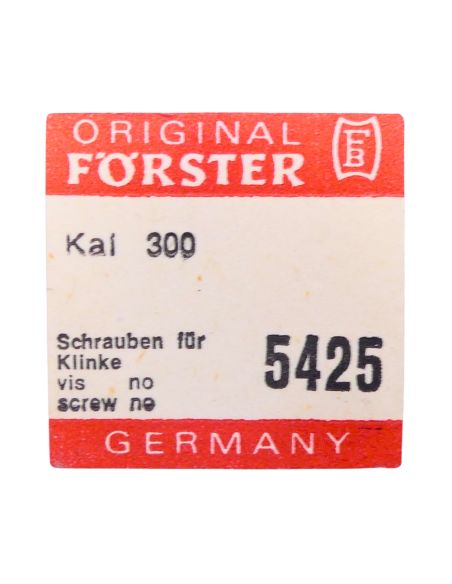 ORIGINAL
FÖRSTER
FB
Kal 300
Schrauben für
Klinke
vis no
screw no
5425
GERMANY